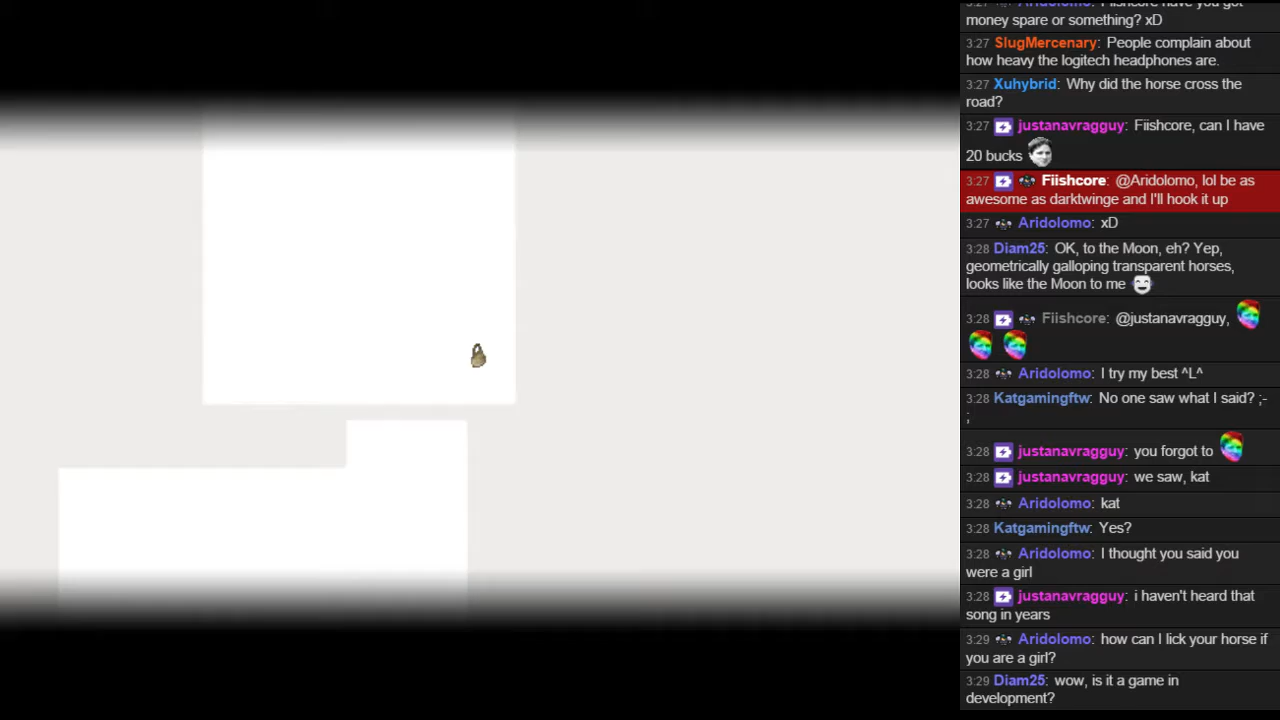 3:27 Aridolomo: Fiishcore have you got
money spare or something? xD
3:27 SlugMercenary: People complain about
how heavy the logitech headphones are.
3:27 Xuhybrid: Why did the horse cross the
road?
3:27 justanavragguy: Fiishcore, can I have
20 bucks
3:27 Fiishcore: @Aridolomo, lol be as
awesome as darktwinge and I'll hook it up
3:27 Aridolomo: xD
3:28 Diam25: OK, to the Moon, eh? Yep,
geometrically galloping transparent horses,
looks like the Moon to me
3:28 Fiishcore: @justanavragguy,
3:28 Aridolomo: I try my best ^L^
3:28 Katgamingftw: No one saw what I said? ;-
;
3:28 justanavragguy: you forgot to
3:28 justanavragguy: we saw, kat
3:28 Aridolomo: kat
3:28 Katgamingftw: Yes?
3:28 Aridolomo: I thought you said you
were a girl
3:28 justanavragguy: i haven't heard that
song in years
3:29 Aridolomo: how can I lick your horse if
you are a girl?
3:29 Diam25: wow, is it a game in
development?